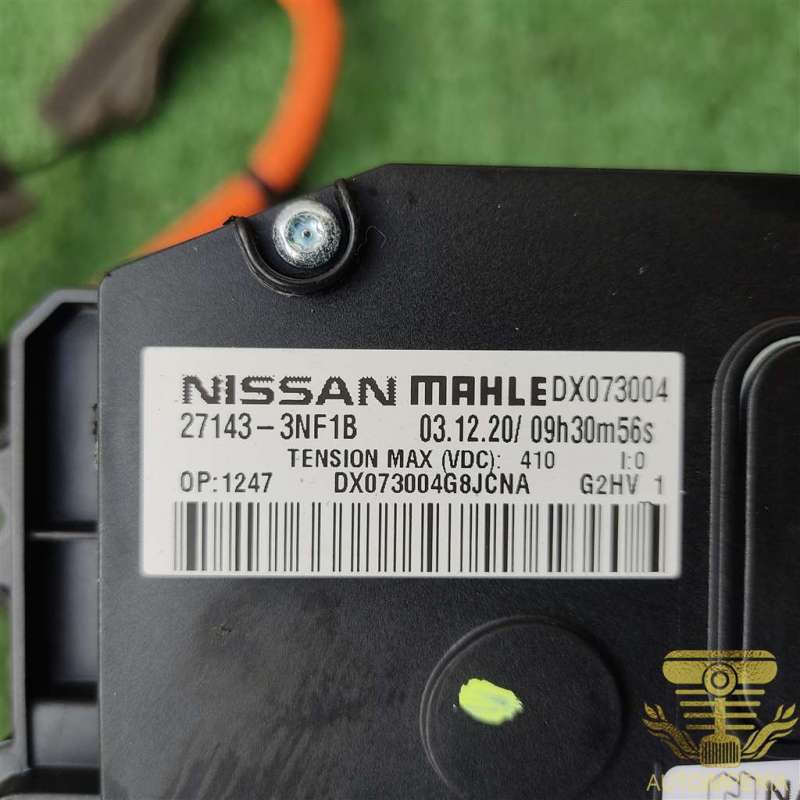 NISSAN MAHLE DX073004
27143-3NF1B 03.12.20/ 09h30m56s
TENSION MAX (VDC): 410 I:0
OP:1247 DX073004G8JCNA G2HV 1